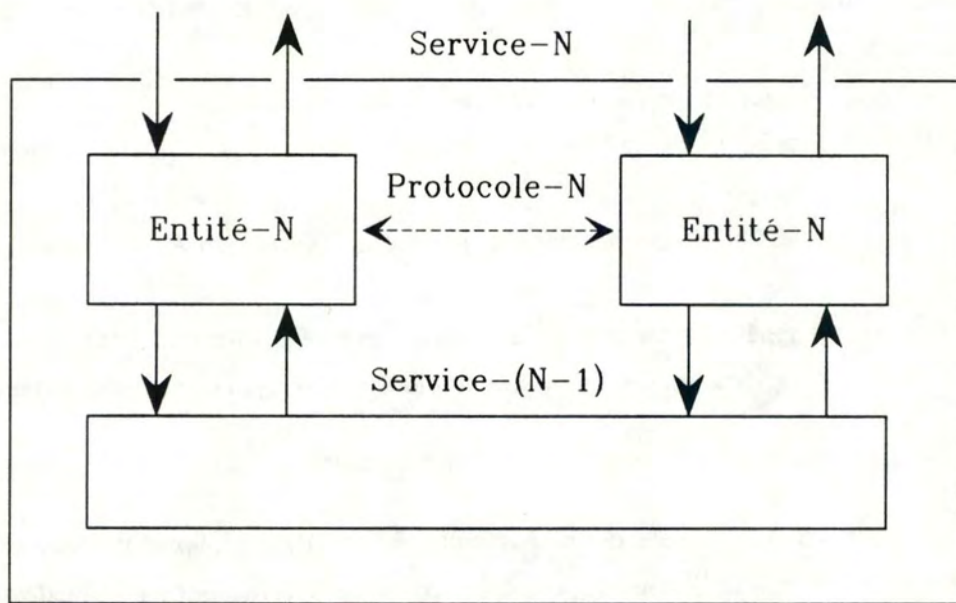 Service-N
Protocole-N
Entité-N
Entité-N
Service-(N-1)